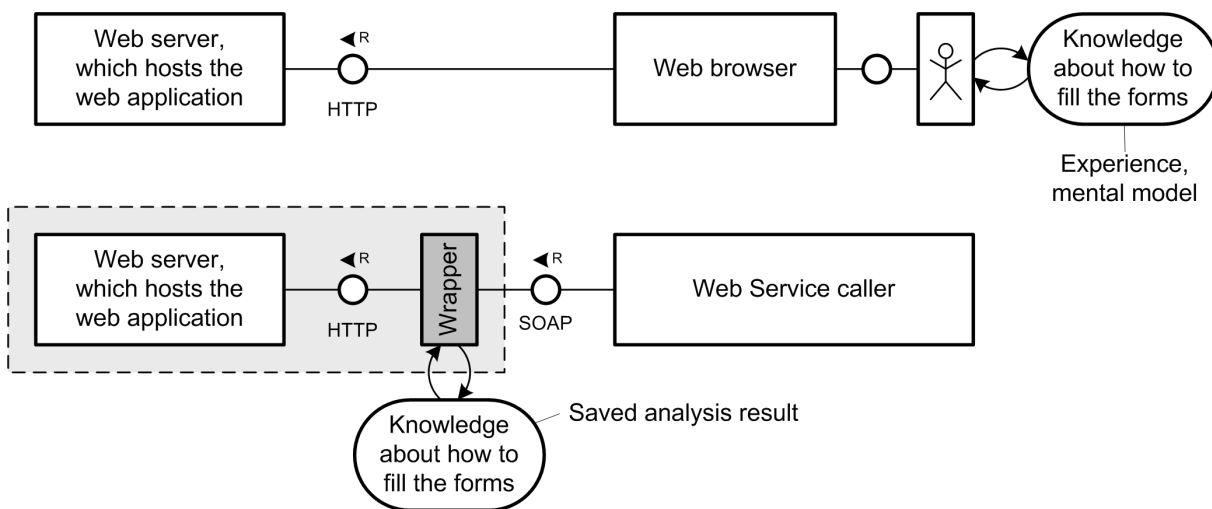 Web server,
which hosts the
web application
R
HTTP
Web browser
Knowledge
about how to
fill the forms
Experience,
mental model
Web server,
which hosts the
web application
R
HTTP
Wrapper
R
SOAP
Web Service caller
Knowledge
about how to
fill the forms
Saved analysis result